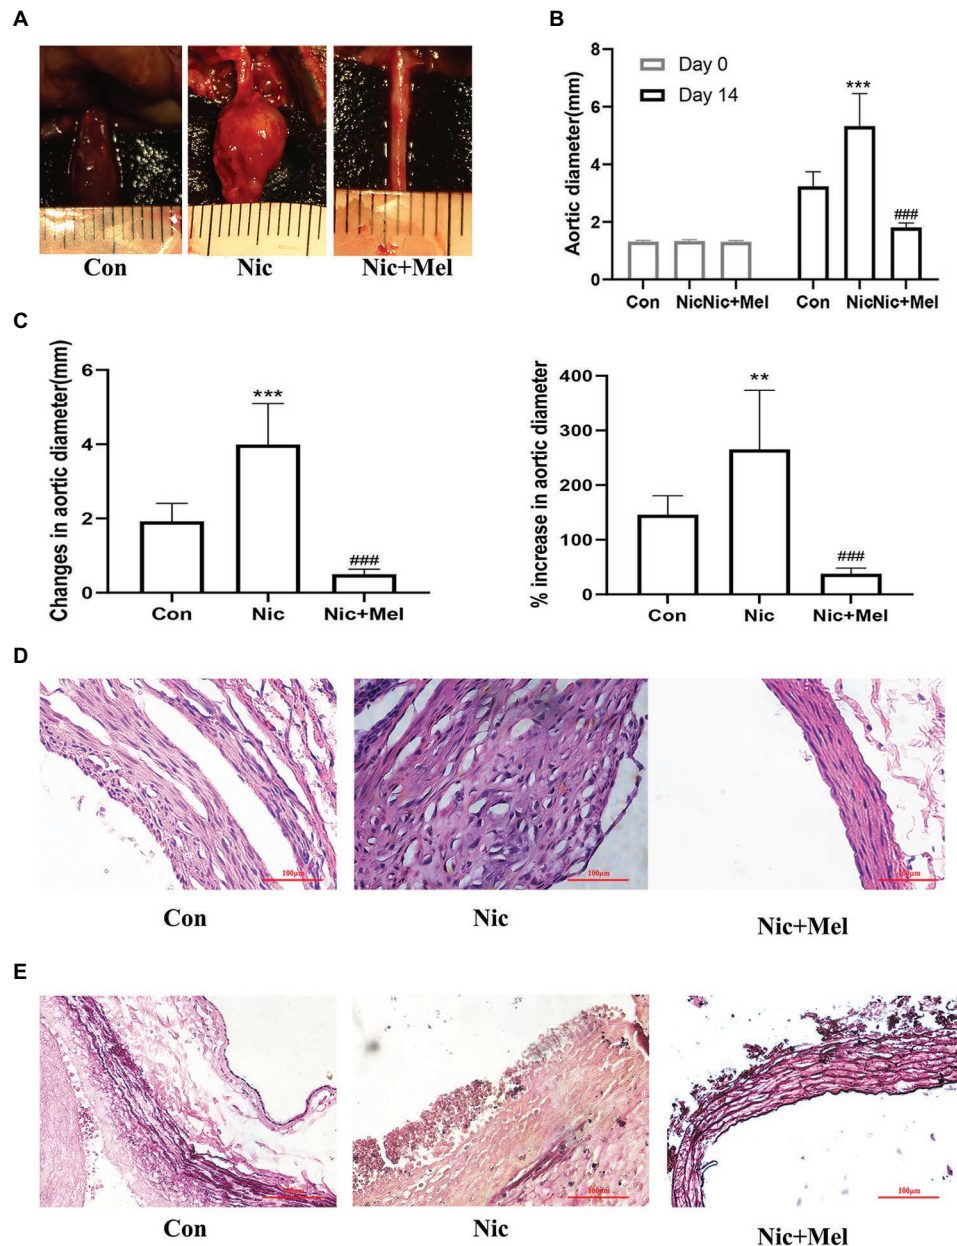 A
Con
Nic
Nic+Mel
B
Aortic diameter(mm)
8
6
4
2
0
Day 0
Day 14
***
###
Con
NicNic+Mel
Con
NicNic+Mel
C
Changes in aortic diameter(mm)
6
4
2
0
***
###
Con
Nic
Nic+Mel
% increase in aortic diameter
400
300
200
100
0
**
###
Con
Nic
Nic+Mel
D
100μm
100μm
100μm
Con
Nic
Nic+Mel
E
100μm
100μm
Con
Nic
Nic+Mel